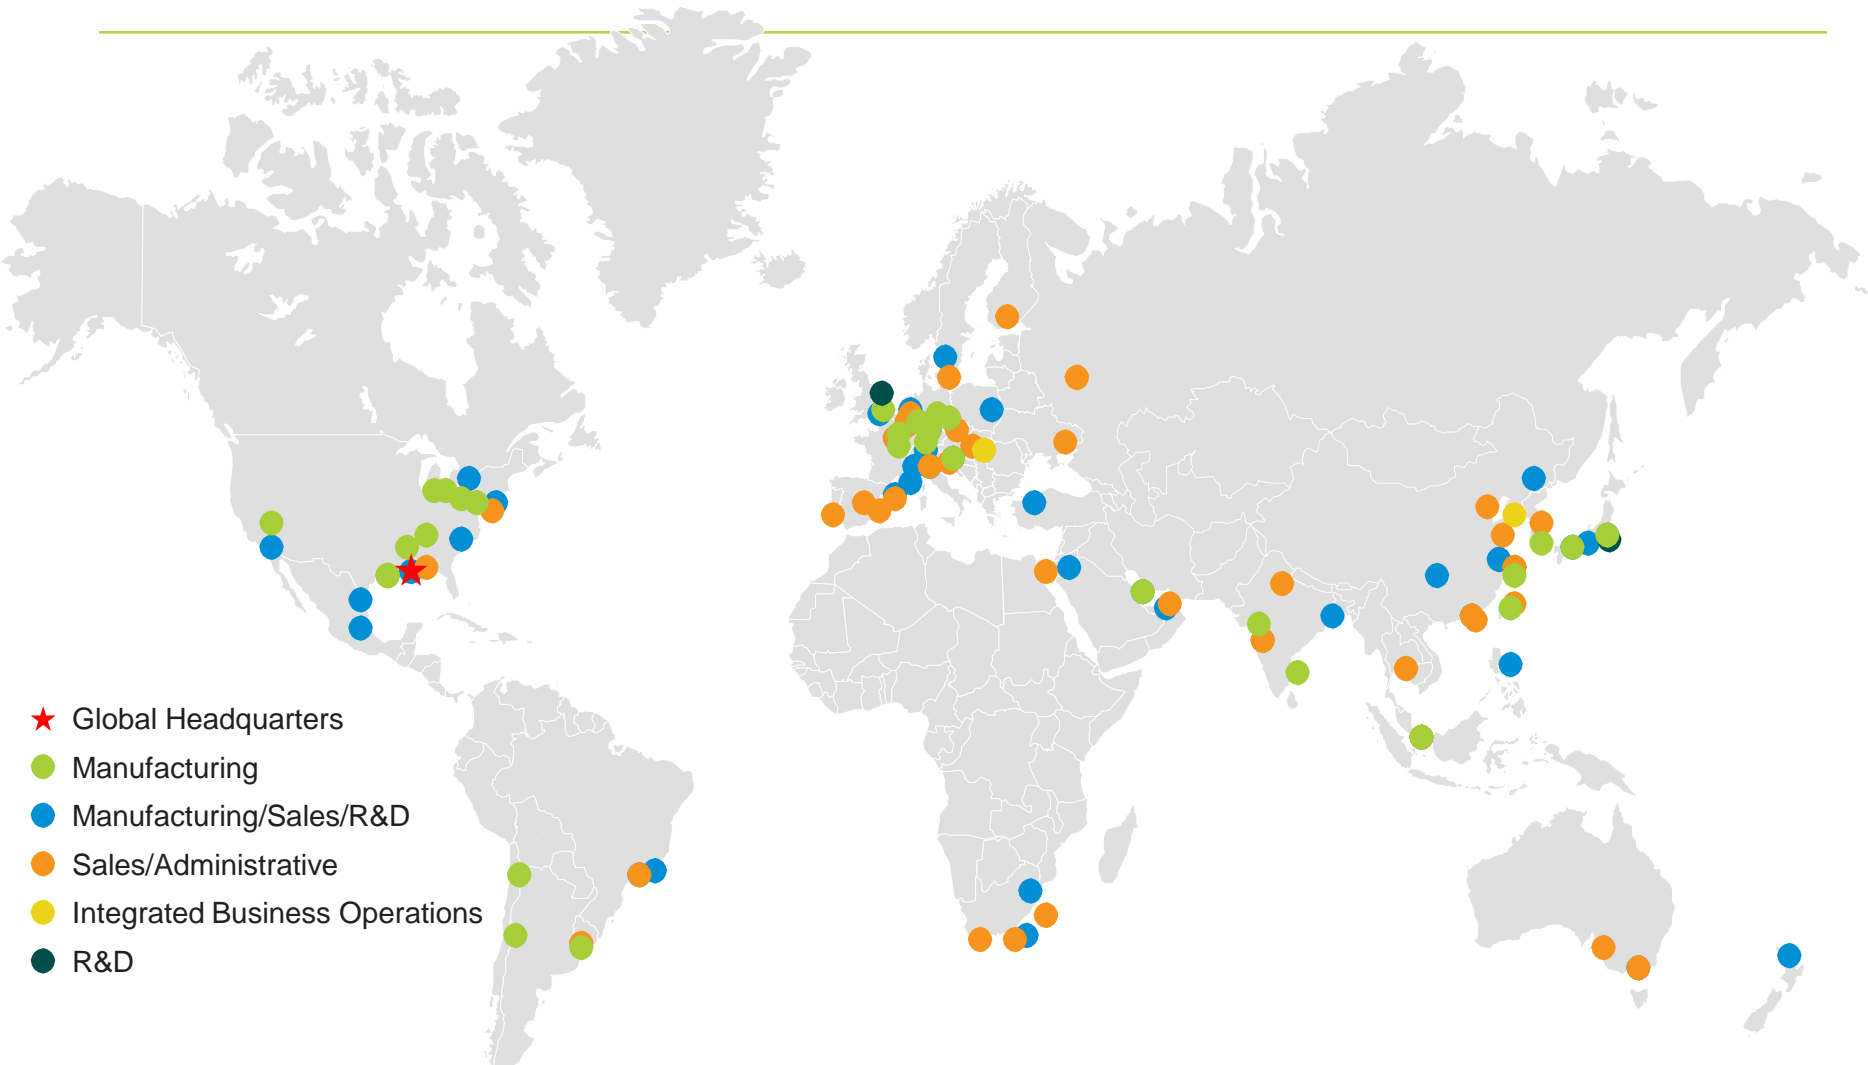 Global Headquarters
Manufacturing
Manufacturing/Sales/R&D
Sales/Administrative
Integrated Business Operations
R&D